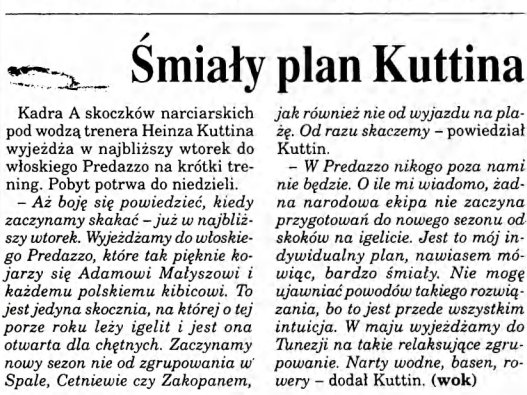 Śmiały plan Kuttina
Kadra A skoczków narciarskich
pod wodzą trenera Heinza Kuttina
wyjeżdża w najbliższy wtorek do
włoskiego Predazzo na krótki tre-
ning. Pobyt potrwa do niedzieli.
– Aż boję się powiedzieć, kiedy
zaczynamy skakać – już w najbliż-
szy wtorek. Wyjeżdżamy do włoskie-
go Predazzo, które tak pięknie ko-
jarzy się Adamowi Małyszowi i
każdemu polskiemu kibicowi. To
jest jedyna skocznia, na której o tej
porze roku leży igelit i jest ona
otwarta dla chętnych. Zaczynamy
nowy sezon nie od zgrupowania w
Spale, Cetniewie czy Zakopanem,
jak również nie od wyjazdu na pla-
żę. Od razu skaczemy – powiedział
Kuttin.
– W Predazzo nikogo poza nami
nie będzie. O ile mi wiadomo, żad-
na narodowa ekipa nie zaczyna
przygotowań do nowego sezonu od
skoków na igelicie. Jest to mój in-
dywidualny plan, nawiasem mó-
wiąc, bardzo śmiały. Nie mogę
ujawniać powodów takiego rozwią-
zania, bo to jest przede wszystkim
intuicja. W maju wyjeżdżamy do
Tunezji na takie relaksujące zgru-
powanie. Narty wodne, basen, ro-
wery – dodał Kuttin. (wok)